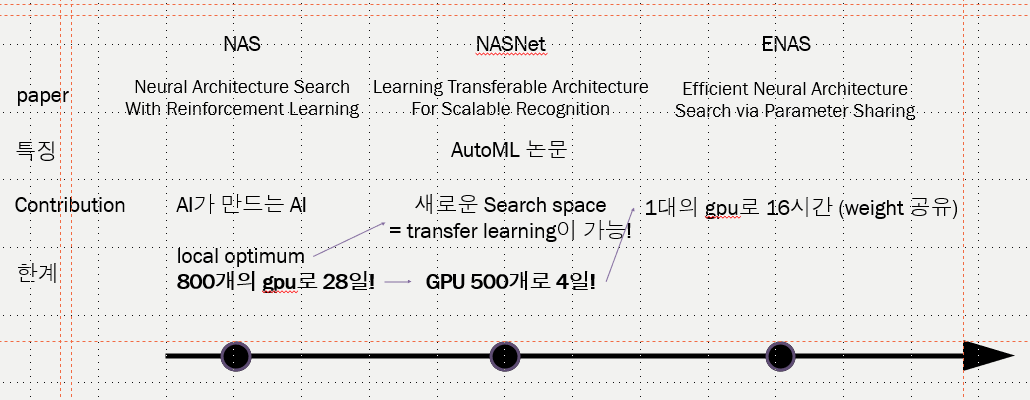 NAS NASNet ENAS
paper
Neural Architecture Search
With Reinforcement Learning
Learning Transferable Architecture
For Scalable Recognition
Efficient Neural Architecture
Search via Parameter Sharing
특징 AutoML 논문
Contribution
AI가 만드는 AI
새로운 Search space
= transfer learning이 가능!
1대의 gpu로 16시간 (weight 공유)
한계
local optimum
800개의 gpu로 28일!
GPU 500개로 4일!